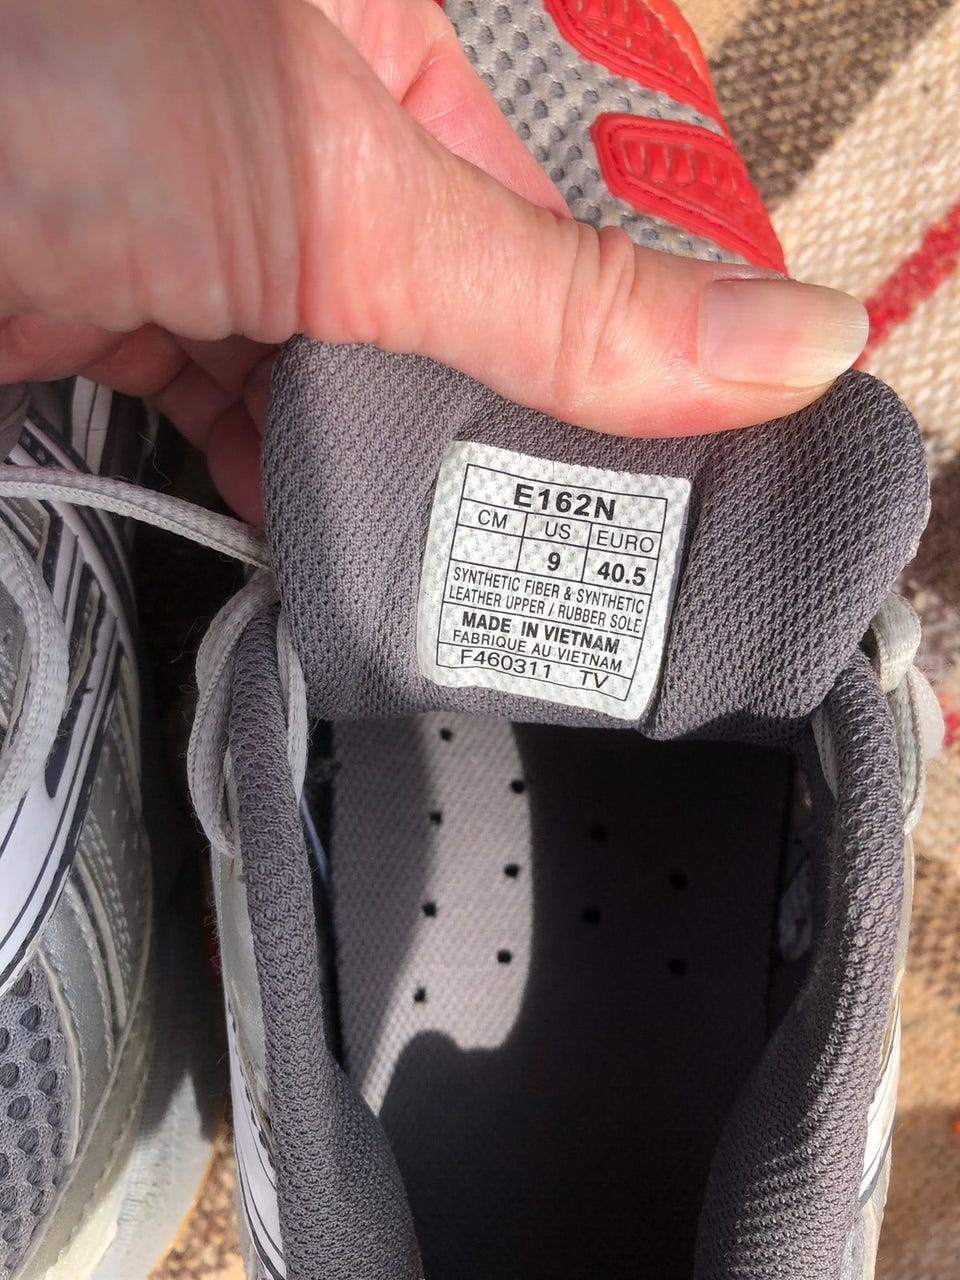 E162N
CM US EURO
9 40.5
SYNTHETIC FIBER & SYNTHETIC
LEATHER UPPER / RUBBER SOLE
MADE IN VIETNAM
FABRIQUE AU VIETNAM
F460311 TV